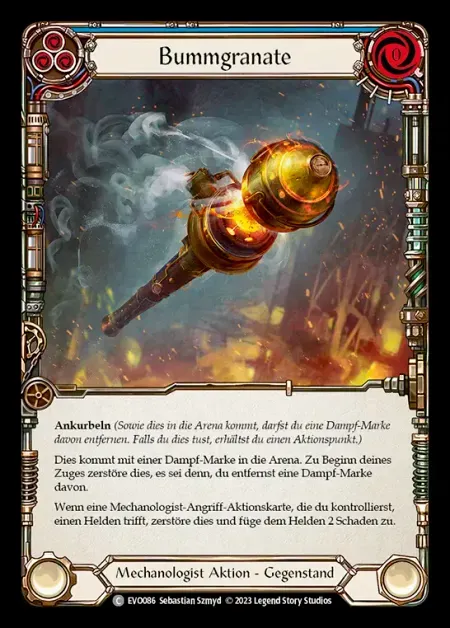 Bummgranate
0
Ankurbeln (Sowie dies in die Arena kommt, darfst du eine Dampf-Marke
davon entfernen. Falls du dies tust, erhältst du einen Aktionspunkt.)
Dies kommt mit einer Dampf-Marke in die Arena. Zu Beginn deines
Zuges zerstöre dies, es sei denn, du entfernst eine Dampf-Marke
davon.
Wenn eine Mechanologist-Angriff-Aktionskarte, die du kontrollierst,
einen Helden trifft, zerstöre dies und füge dem Helden 2 Schaden zu.
Mechanologist Aktion - Gegenstand
C EVO086 Sebastian Szmyd © 2023 Legend Story Studios